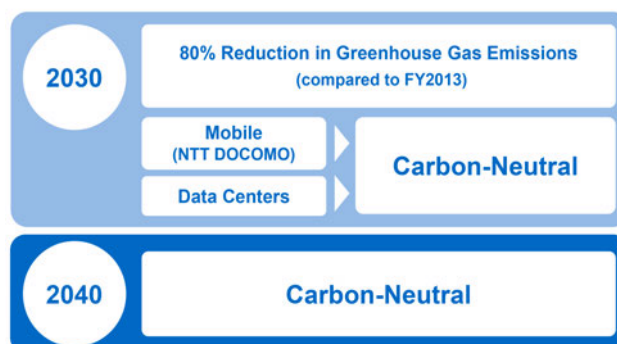 2030
80% Reduction in Greenhouse Gas Emissions
(compared to FY2013)
Mobile
(NTT DOCOMO)
Data Centers
Carbon-Neutral
2040
Carbon-Neutral